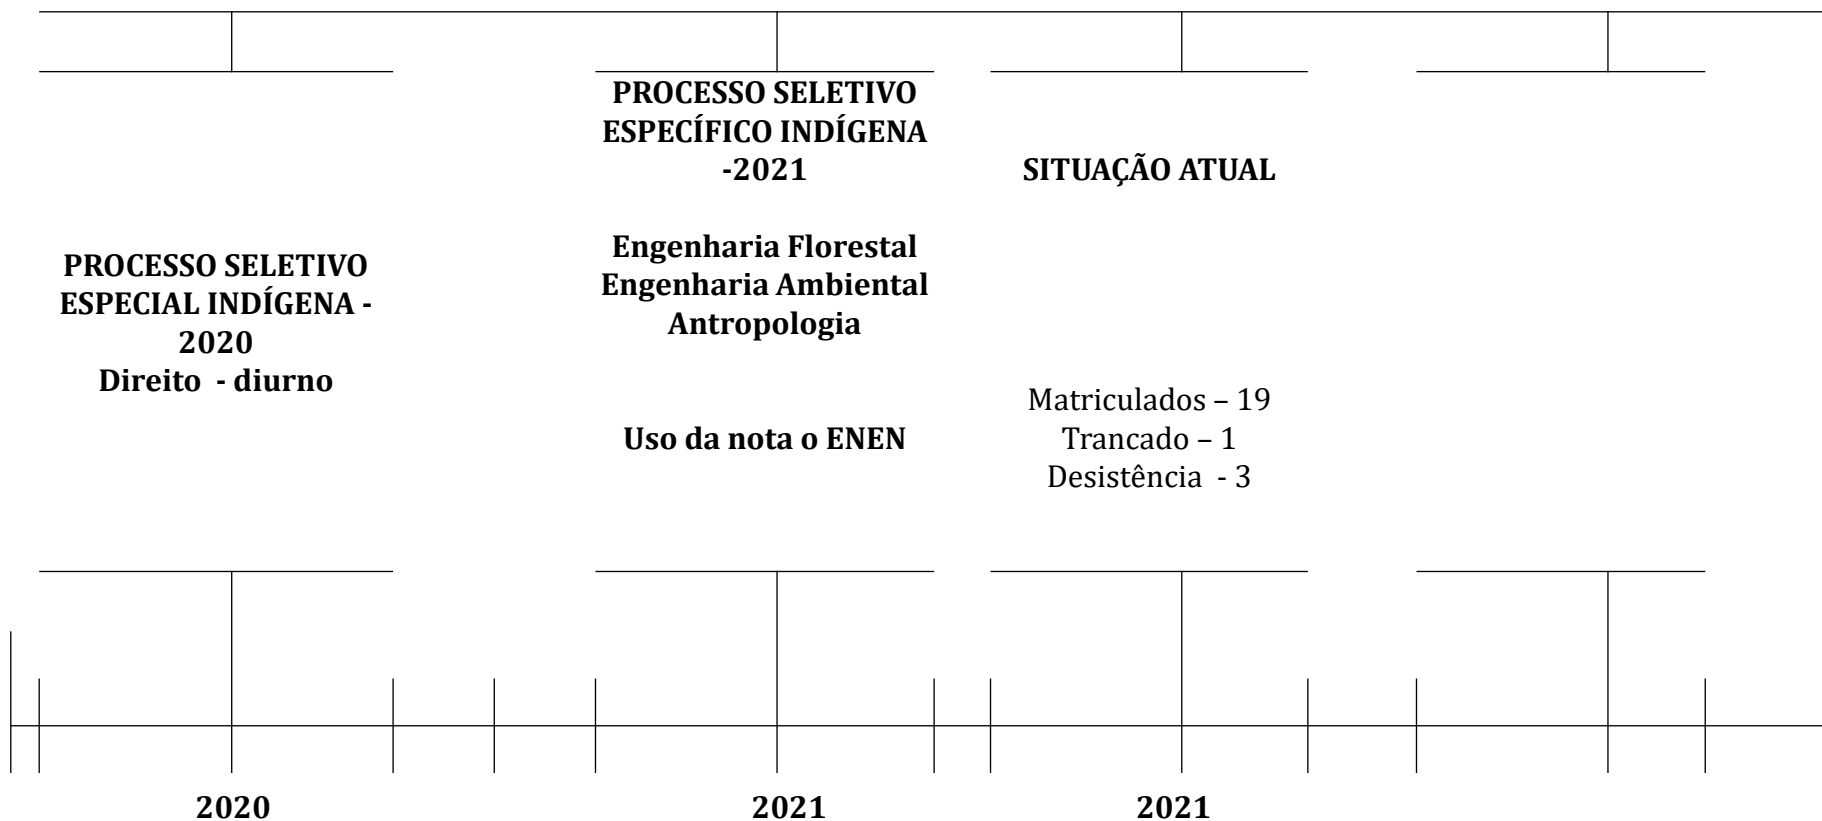 PROCESSO SELETIVO
ESPECIAL INDÍGENA -
2020
Direito  - diurno
PROCESSO SELETIVO
ESPECÍFICO INDÍGENA
-2021
Engenharia Florestal
Engenharia Ambiental
Antropologia
Uso da nota o ENEN
SITUAÇÃO ATUAL
Matriculados – 19
Trancado – 1
Desistência  - 3
2020
2021
2021